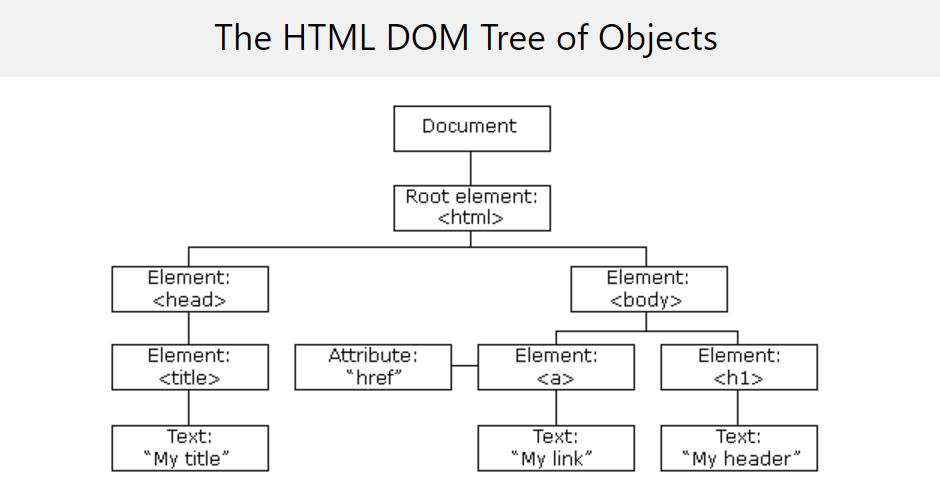 The HTML DOM Tree of Objects
Document
Root element:
<html>
Element:
<head>
Element:
<body>
Element:
<title>
Attribute:
“href”
Element:
<a>
Element:
<h1>
Text:
“My title”
Text:
“My link”
Text:
“My header”